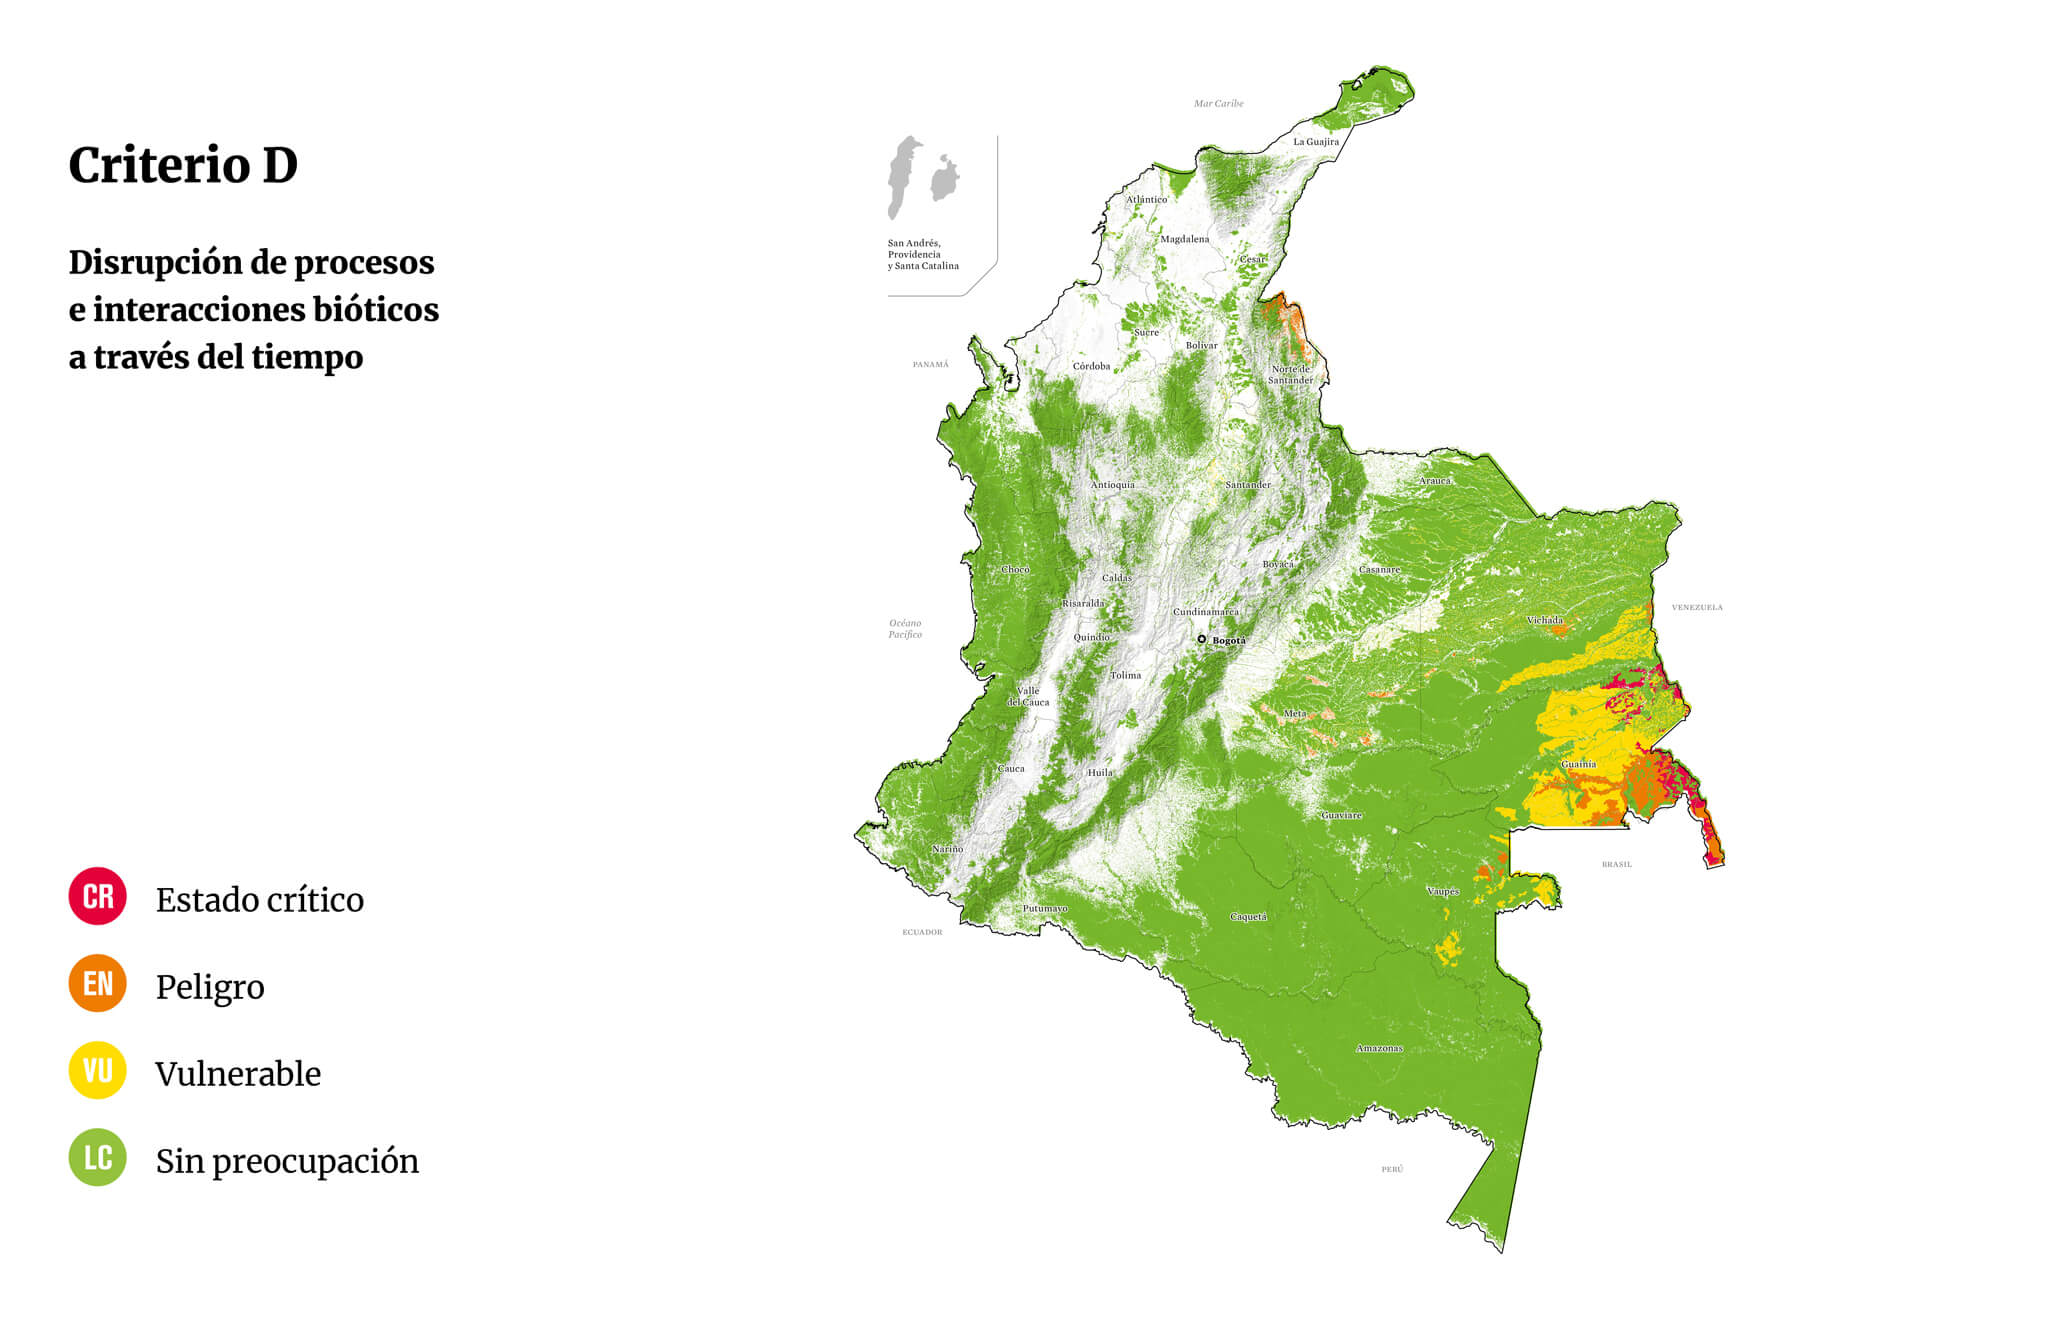 Criterio D
Disrupción de procesos
e interacciones bióticos
a través del tiempo
CR Estado crítico
EN Peligro
VU Vulnerable
LC Sin preocupación
Mar Caribe
La Guajira
San Andrés,
Providencia
y Santa Catalina
Atlántico
Magdalena
Cesar
Sucre
Bolívar
PANAMÁ
Córdoba
Norte de
Santander
Antioquia
Santander
Arauca
Chocó
Caldas
Boyacá
Casanare
Risaralda
Cundinamarca
VENEZUELA
Océano
Pacífico
Vichada
Quindío
Bogotá
Tolima
Valle
del Cauca
Meta
Cauca
Huila
Guainía
Guaviare
Nariño
BRASIL
Vaupés
Putumayo
Caquetá
ECUADOR
Amazonas
PERÚ